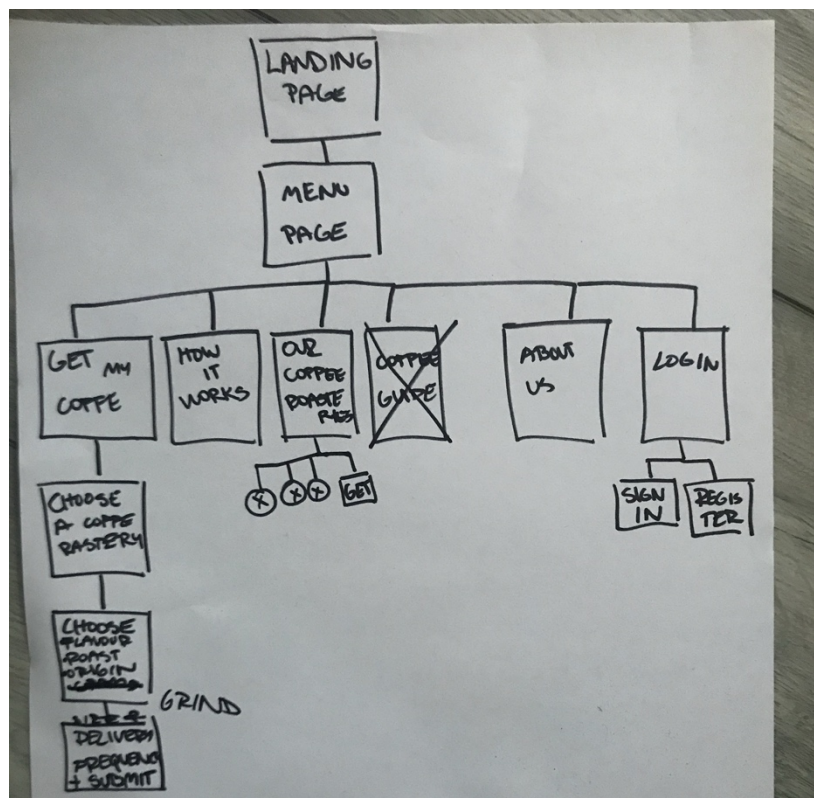 LANDING
PAGE
MENU
PAGE
GET MY
COFFE
HOW
IT
WORKS
OUR
COFFEE
ROASTE
RIES
COFFEE
GUIDE
ABOUT
US
LOGIN
X
X
X
GET
SIGN
IN
REGIS
TER
CHOOSE
A COFFE
RASTERY
CHOOSE
FLAVOUR
ROAST
ORIGIN
GRIND
DELIVERY
FREQUENC
+ SUBMIT